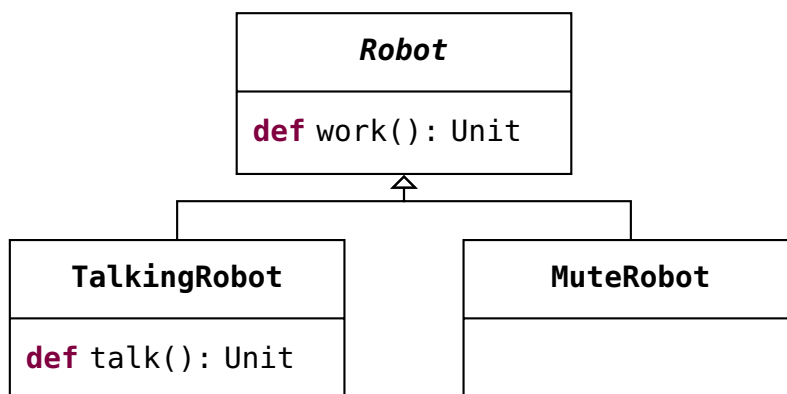 Robot
def work(): Unit
TalkingRobot
MuteRobot
def talk(): Unit